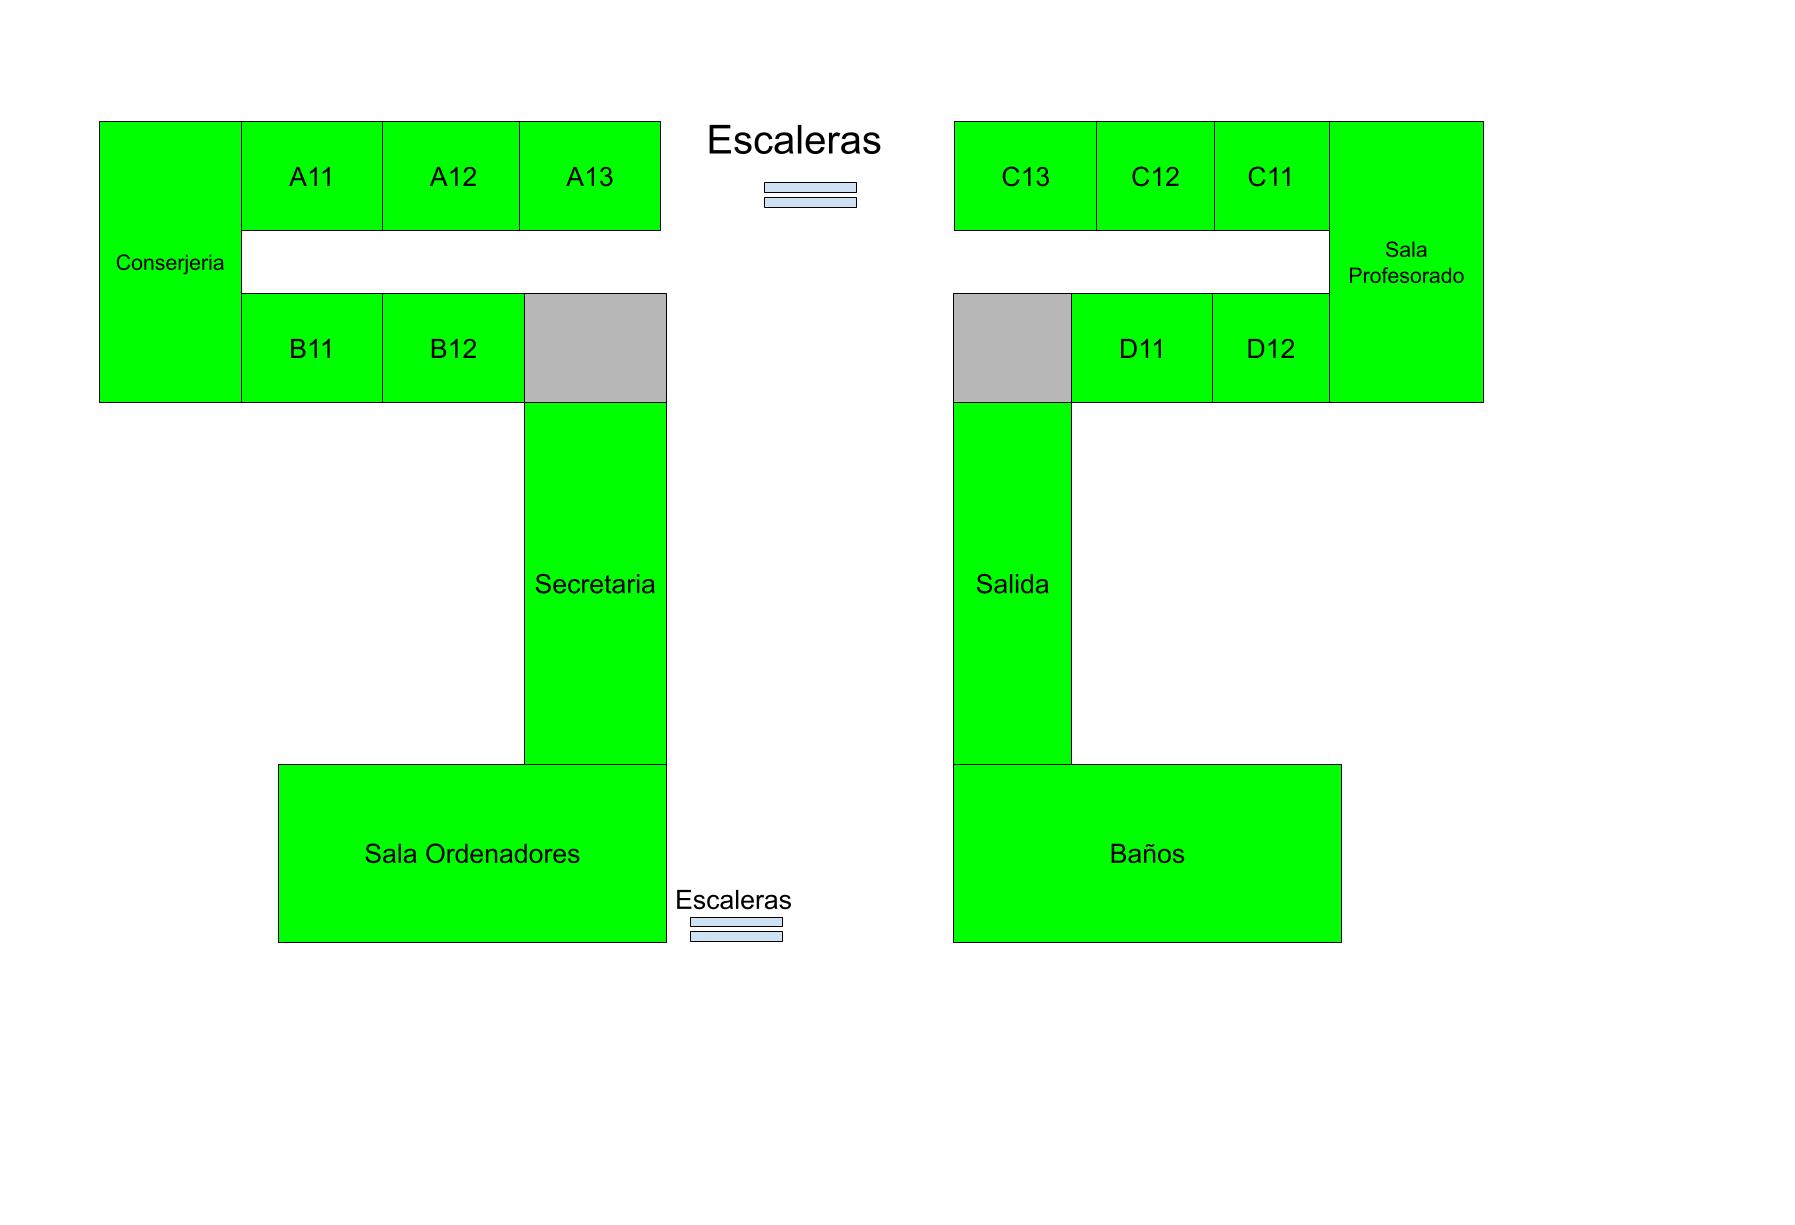 Escaleras
A11
A12
A13
C13
C12
C11
Conserjeria
Sala
Profesorado
B11
B12
D11
D12
Secretaria
Salida
Sala Ordenadores
Baños
Escaleras